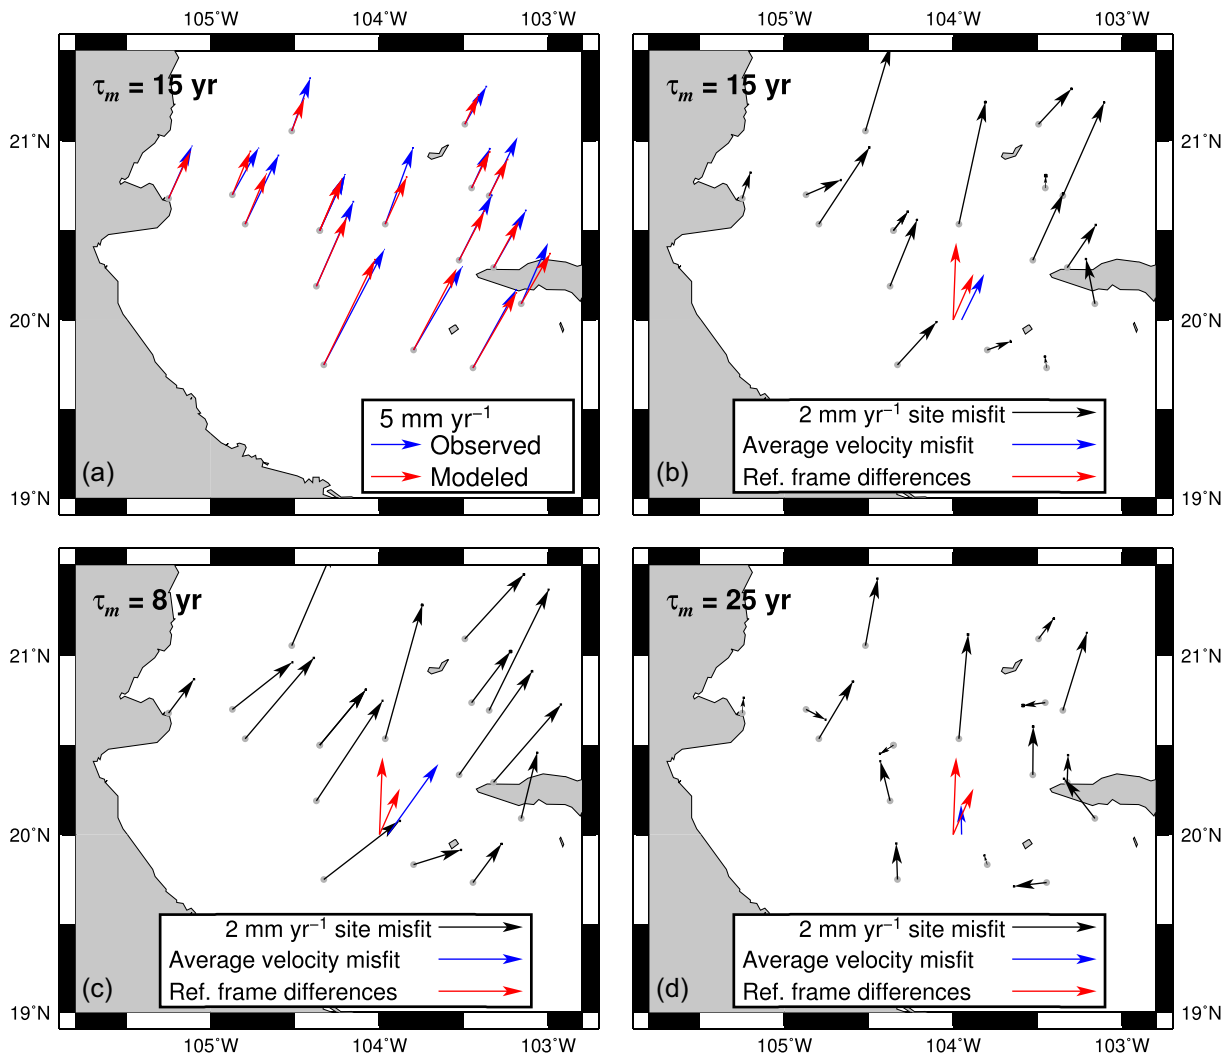 105˚W 104˚W 103˚W 105˚W 104˚W 103˚W
τm = 15 yr
21˚N
20˚N
19˚N
5 mm yr−1
Observed
Modeled
(a)
τm = 15 yr
21˚N
20˚N
19˚N
2 mm yr−1 site misfit
Average velocity misfit
Ref. frame differences
(b)
τm = 8 yr
21˚N
20˚N
19˚N
2 mm yr−1 site misfit
Average velocity misfit
Ref. frame differences
(c)
τm = 25 yr
21˚N
20˚N
19˚N
2 mm yr−1 site misfit
Average velocity misfit
Ref. frame differences
(d)
105˚W 104˚W 103˚W 105˚W 104˚W 103˚W